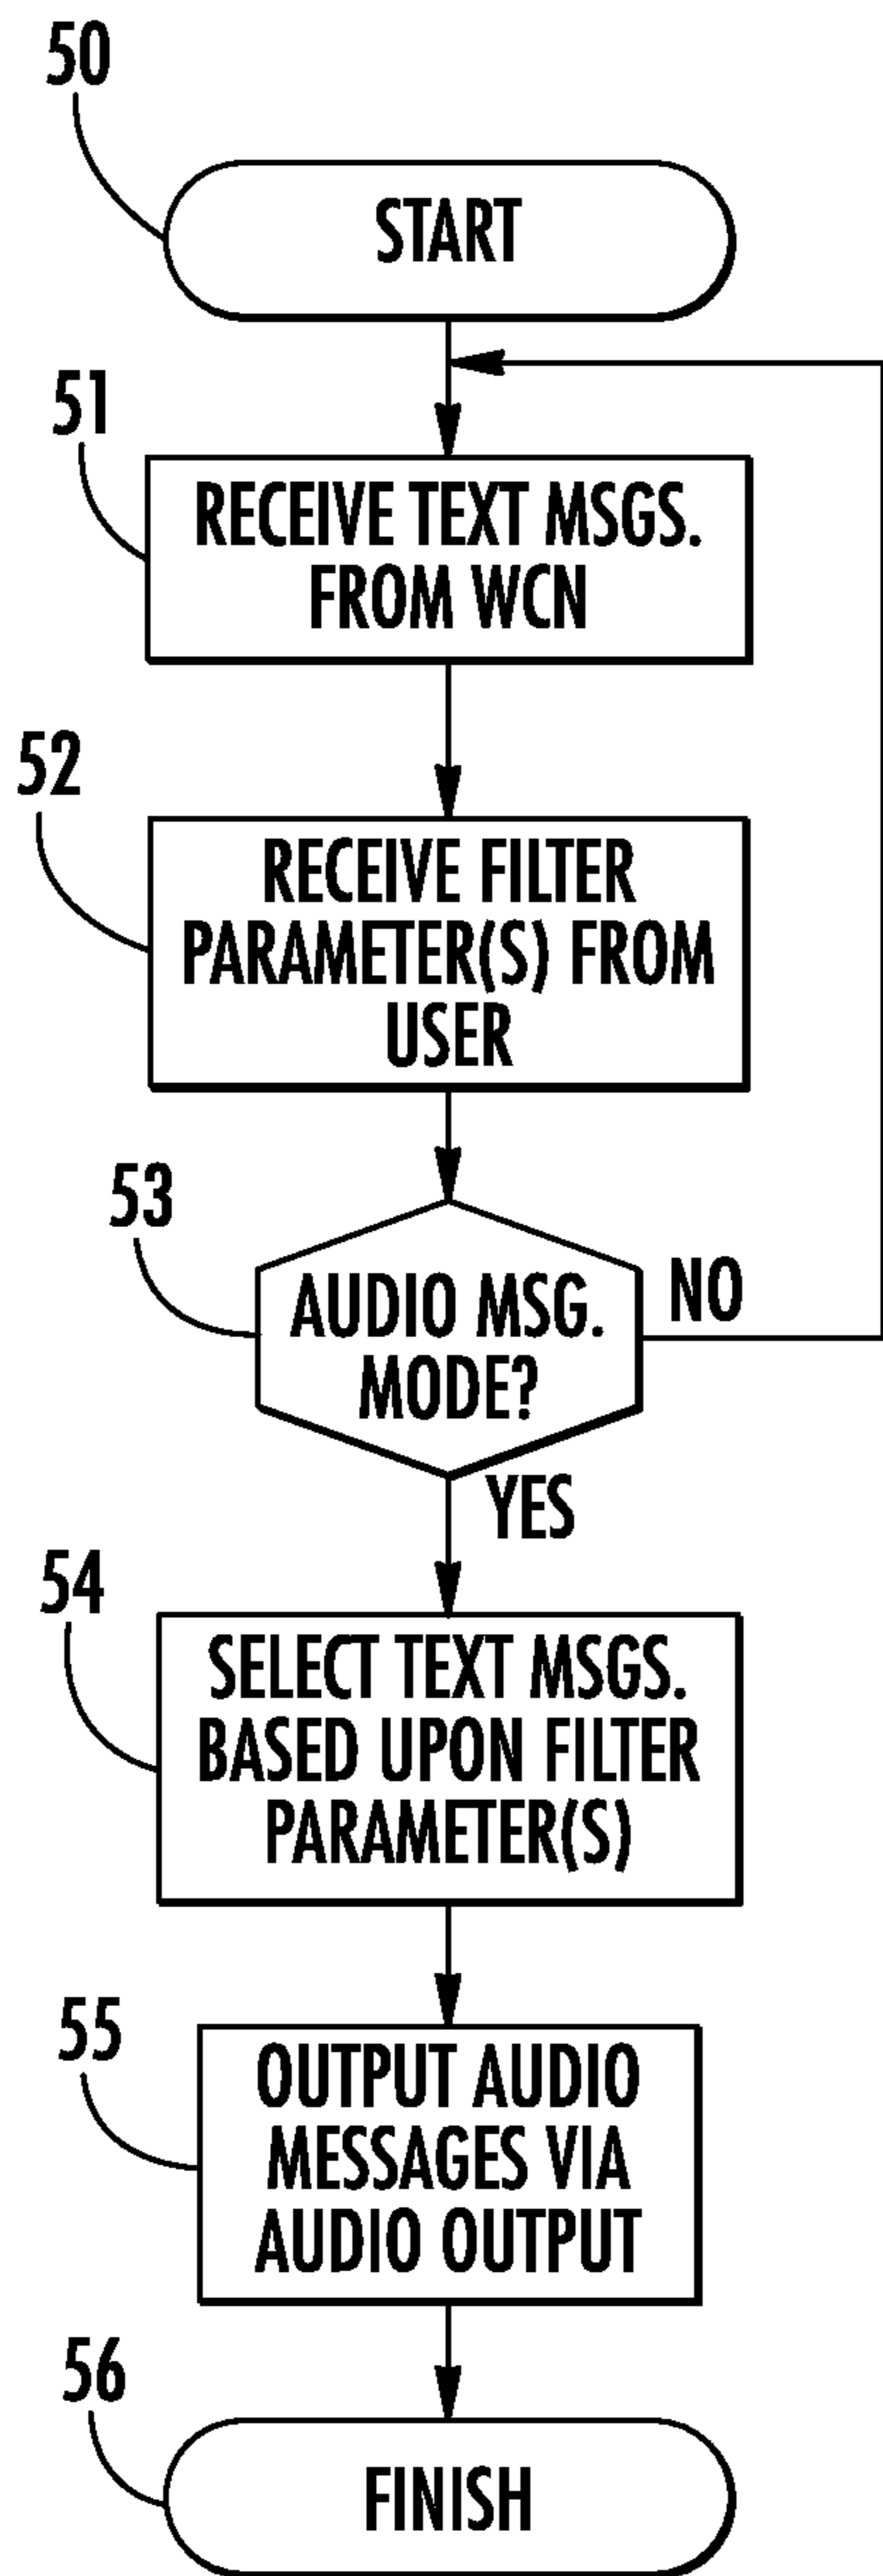 50
START
51
RECEIVE TEXT MSGS.
FROM WCN
52
RECEIVE FILTER
PARAMETER(S) FROM
USER
53
AUDIO MSG.
MODE?
NO
YES
54
SELECT TEXT MSGS.
BASED UPON FILTER
PARAMETER(S)
55
OUTPUT AUDIO
MESSAGES VIA
AUDIO OUTPUT
56
FINISH